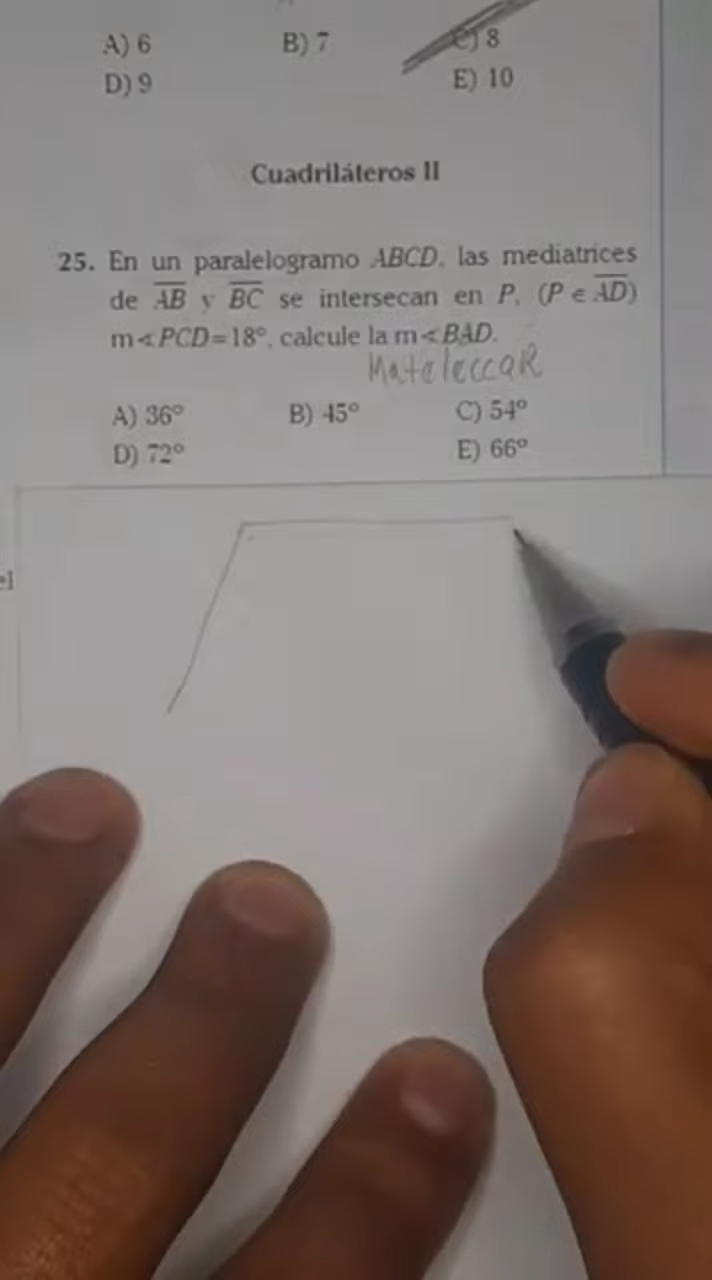 A) 6 B) 7 C) 8
D) 9 E) 10
Cuadriláteros II
25. En un paralelogramo ABCD, las mediatrices
de AB y BC se intersecan en P, (P ∈ AD)
m∢PCD=18°, calcule la m∢BAD.
Mateleccar
A) 36° B) 45° C) 54°
D) 72° E) 66°
el